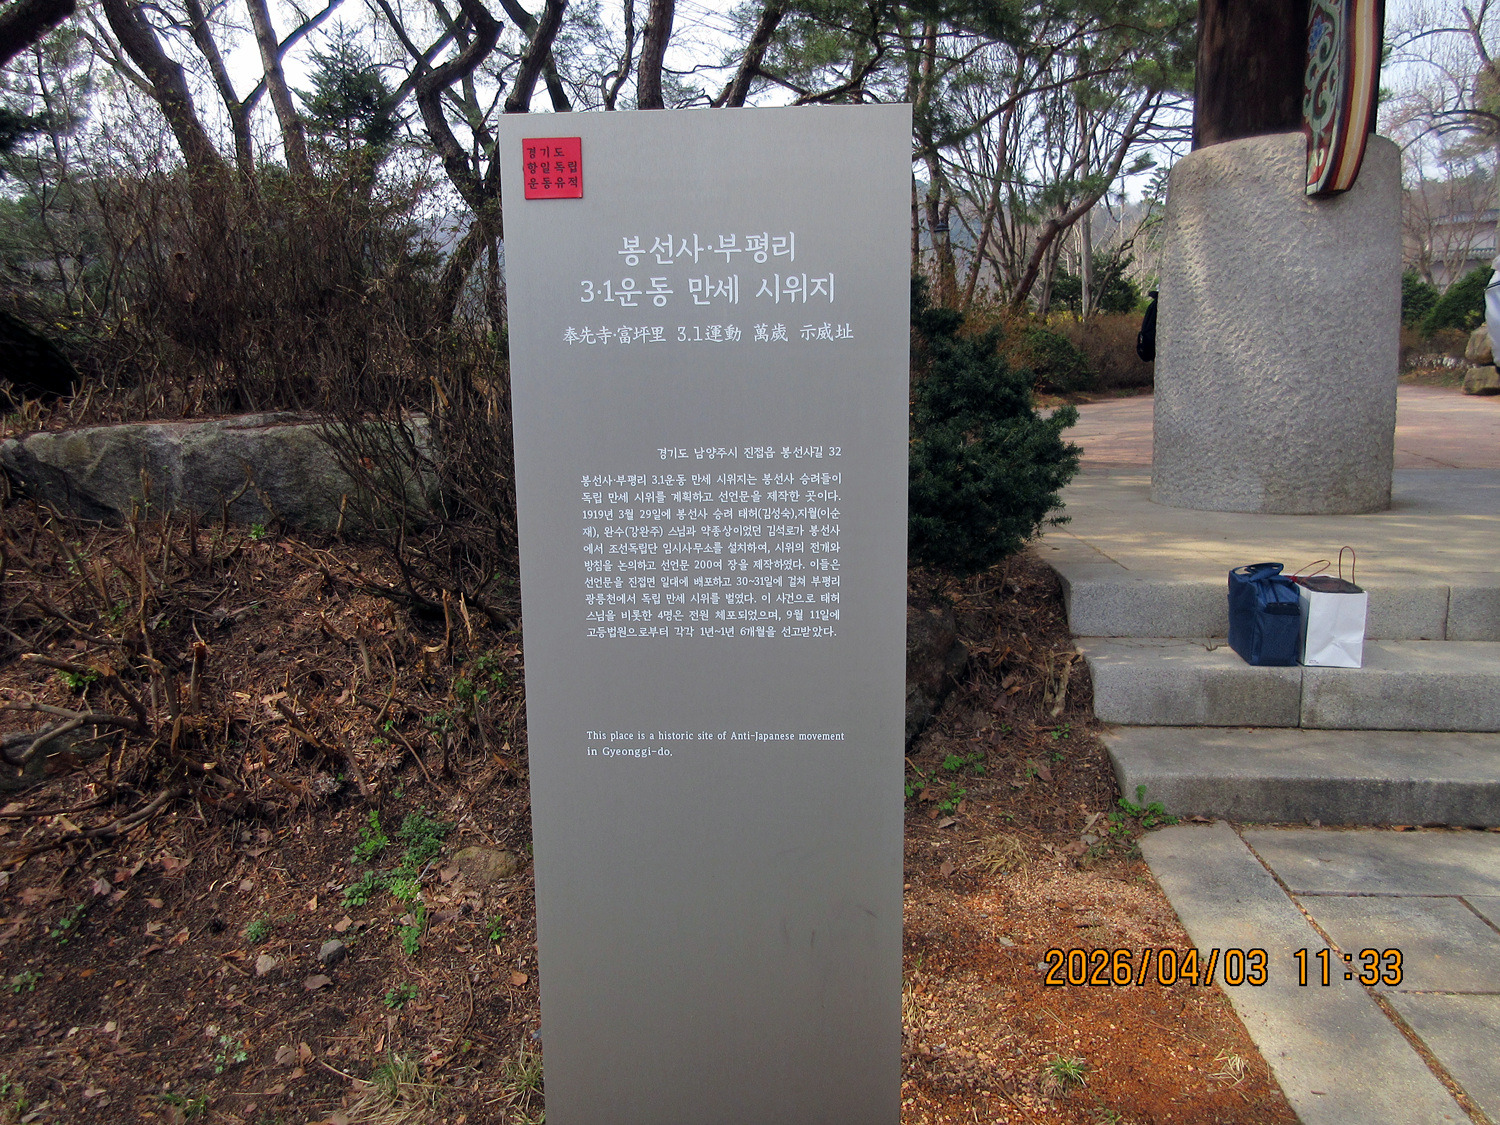 경기도
항일독립
운동유적
봉선사·부평리
3·1운동 만세 시위지
奉先寺·富坪里 3.1運動 萬歲 示威址
경기도 남양주시 진접읍 봉선사길 32
봉선사·부평리 3.1운동 만세 시위지는 봉선사 승려들이
독립 만세 시위를 계획하고 선언문을 제작한 곳이다.
1919년 3월 29일에 봉선사 승려 태허(김성숙),지월(이순
재), 완수(강완주) 스님과 약종상이었던 김석로가 봉선사
에서 조선독립단 임시사무소를 설치하여, 시위의 전개와
방침을 논의하고 선언문 200여 장을 제작하였다. 이들은
선언문을 진접면 일대에 배포하고 30~31일에 걸쳐 부평리
광릉천에서 독립 만세 시위를 벌였다. 이 사건으로 태허
스님을 비롯한 4명은 전원 체포되었으며, 9월 11일에
고등법원으로부터 각각 1년~1년 6개월을 선고받았다.
This place is a historic site of Anti-Japanese movement
in Gyeonggi-do.
2026/04/03 11:33